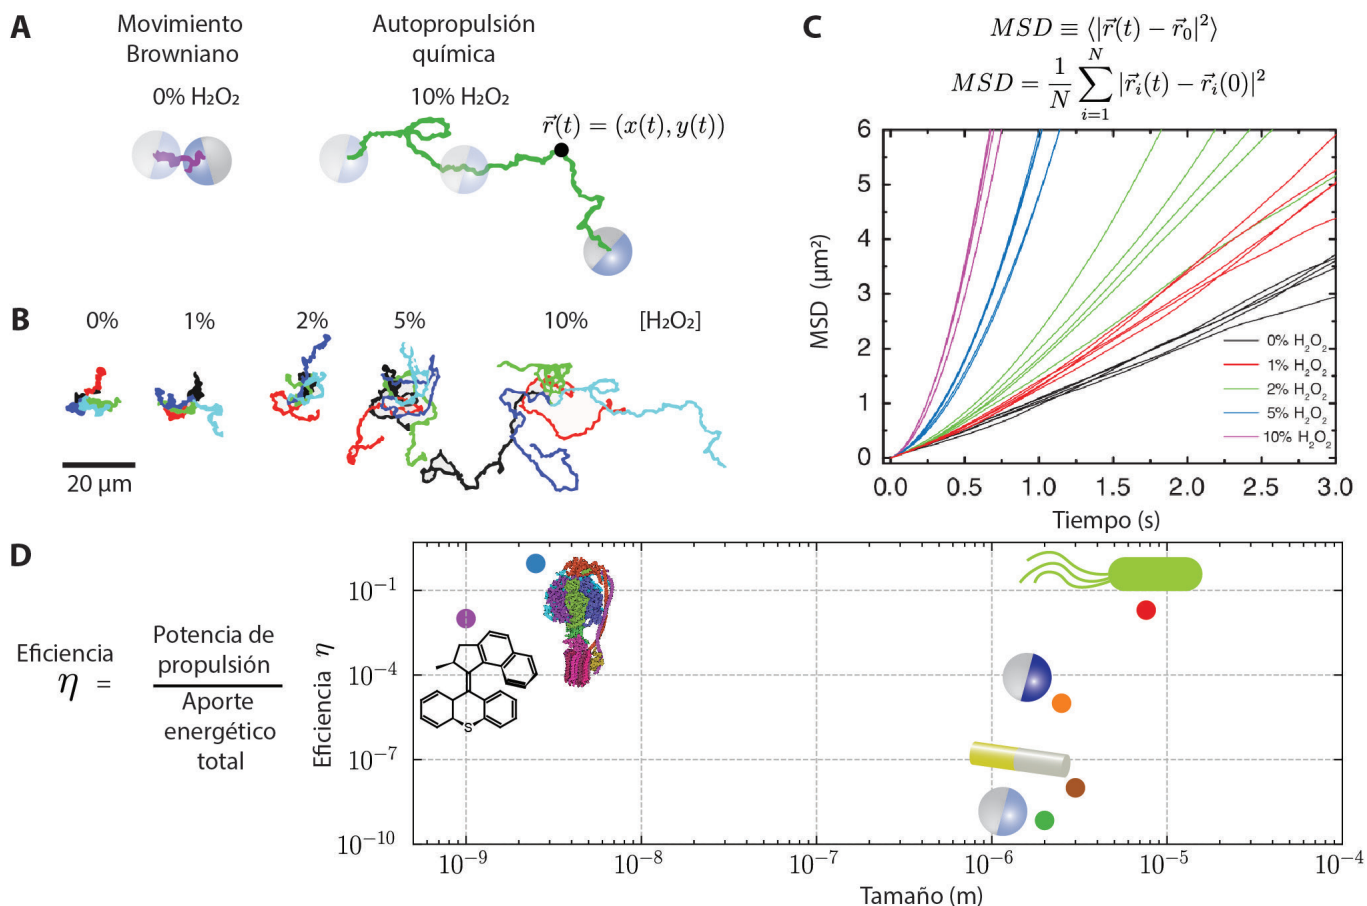 A
Movimiento
Browniano
0% H₂O₂
Autopropulsión
química
10% H₂O₂
r⃗(t) = (x(t), y(t))
B
0% 1% 2% 5% 10% [H₂O₂]
20 µm
C
MSD ≡ ⟨|r⃗(t) − r⃗₀|²⟩
MSD = 1/N ∑_{i=1}^{N} |r⃗ᵢ(t) − r⃗ᵢ(0)|²
MSD (µm²)
6
5
4
3
2
1
0
0% H₂O₂
1% H₂O₂
2% H₂O₂
5% H₂O₂
10% H₂O₂
0.0 0.5 1.0 1.5 2.0 2.5 3.0
Tiempo (s)
D
Eficiencia
η =
Potencia de
propulsión
Aporte
energético
total
Eficiencia η
10⁻¹
10⁻⁴
10⁻⁷
10⁻¹⁰
S
10⁻⁹ 10⁻⁸ 10⁻⁷ 10⁻⁶ 10⁻⁵ 10⁻⁴
Tamaño (m)